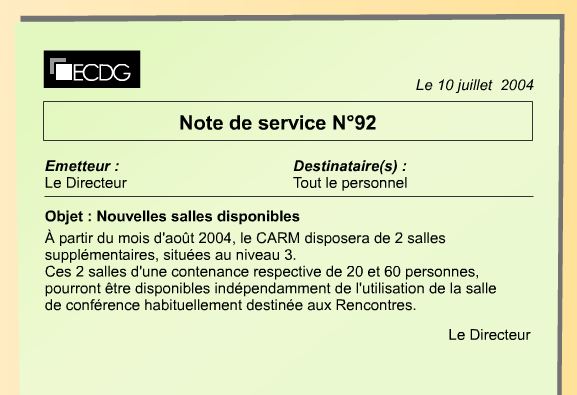 ECDG
Le 10 juillet 2004
Note de service N°92
Emetteur : Destinataire(s) :
Le Directeur Tout le personnel
Objet : Nouvelles salles disponibles
À partir du mois d'août 2004, le CARM disposera de 2 salles
supplémentaires, situées au niveau 3.
Ces 2 salles d'une contenance respective de 20 et 60 personnes,
pourront être disponibles indépendamment de l'utilisation de la salle
de conférence habituellement destinée aux Rencontres.
Le Directeur